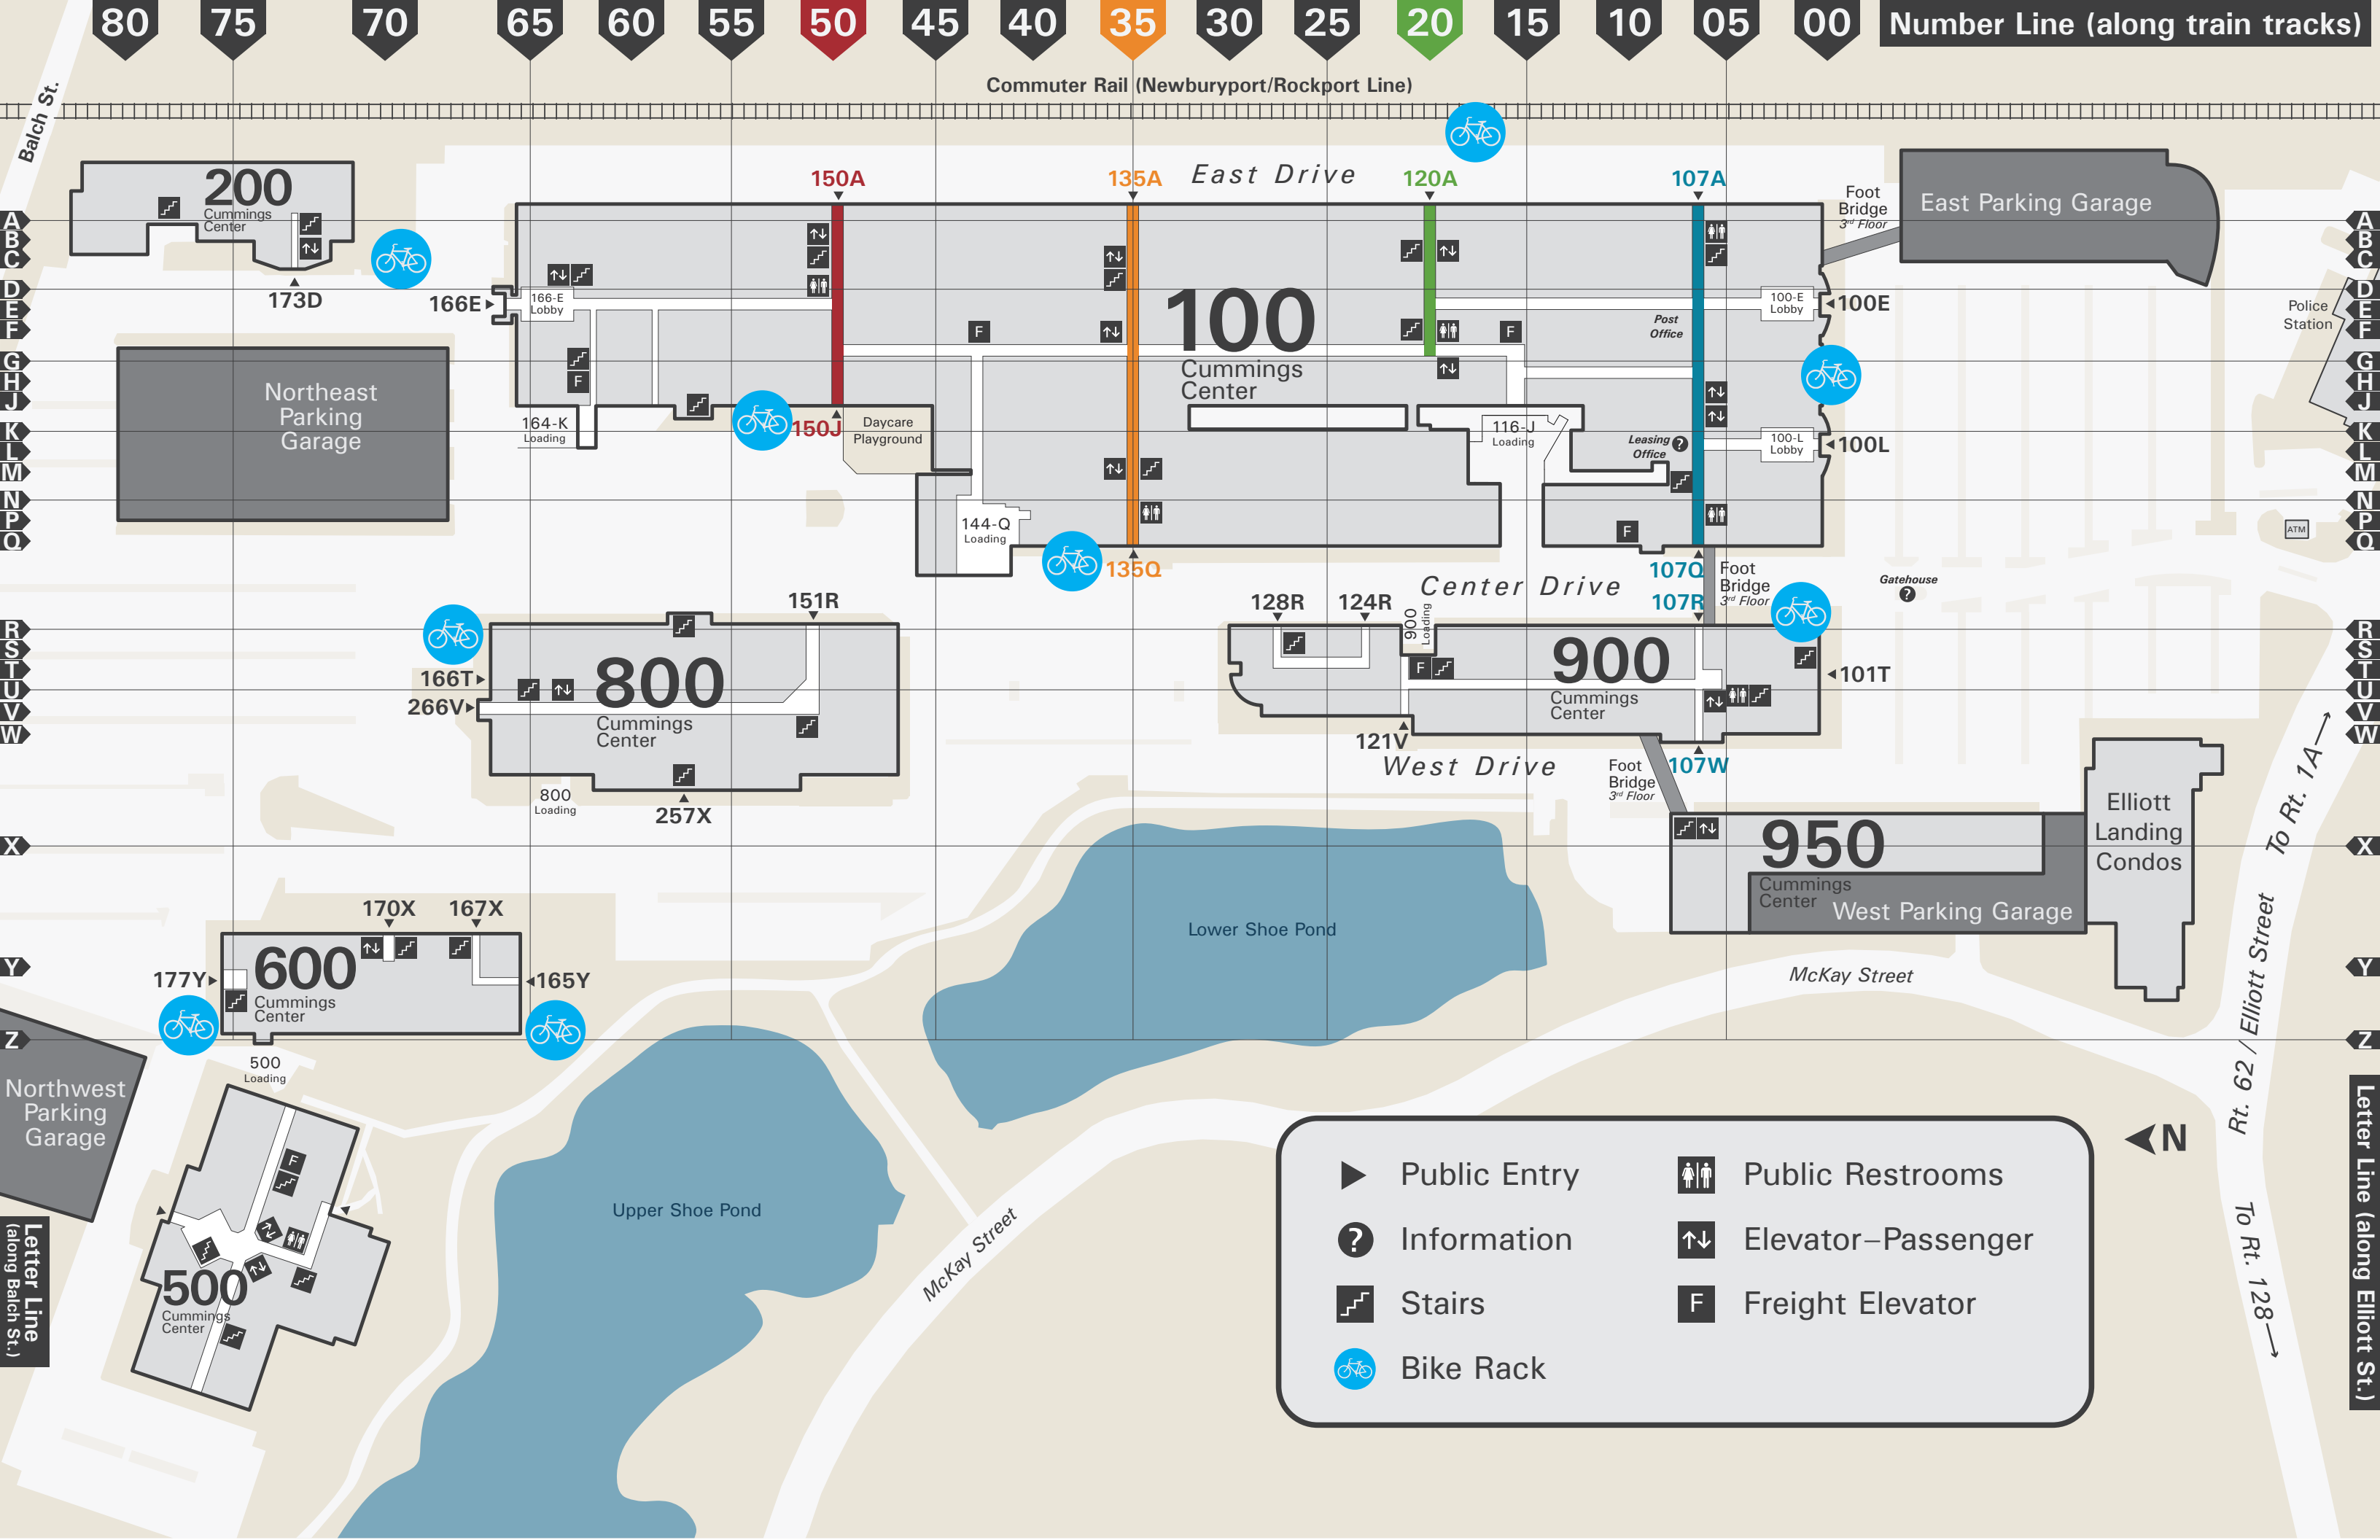 80 75 70 65 60 55 50 45 40 35 30 25 20 15 10 05 00 Number Line (along train tracks)
Commuter Rail (Newburyport/Rockport Line)
Balch St.
East Drive
150A
135A
120A
107A
200
Cummings
Center
173D
Foot
Bridge
3rd Floor
East Parking Garage
A
B
C
D
E
F
G
H
J
K
L
M
N
P
Q
R
S
T
U
V
W
X
Y
Z
A
B
C
D
E
F
G
H
J
K
L
M
N
P
Q
R
S
T
U
V
W
X
Y
Z
166E
166-E
Lobby
100
Cummings
Center
F
F
F
F
Post
Office
100-E
Lobby
100E
Police
Station
Northeast
Parking
Garage
164-K
Loading
150J
Daycare
Playground
116-J
Loading
Leasing
Office
?
100-L
Lobby
100L
144-Q
Loading
135Q
107Q
Foot
Bridge
3rd Floor
ATM
Center Drive
Gatehouse
?
151R
128R
124R
900
Loading
107R
166T
266V
800
Cummings
Center
F
900
Cummings
Center
101T
121V
West Drive
107W
Foot
Bridge
3rd Floor
800
Loading
257X
950
Cummings
Center
West Parking Garage
Elliott
Landing
Condos
To Rt. 1A
170X
167X
177Y
600
Cummings
Center
165Y
Lower Shoe Pond
McKay Street
Rt. 62 / Elliott Street
500
Loading
Northwest
Parking
Garage
F
500
Cummings
Center
Upper Shoe Pond
McKay Street
N
To Rt. 128
Letter Line
(along Balch St.)
Letter Line (along Elliott St.)
Public Entry
? Information
Stairs
Bike Rack
Public Restrooms
Elevator–Passenger
F Freight Elevator